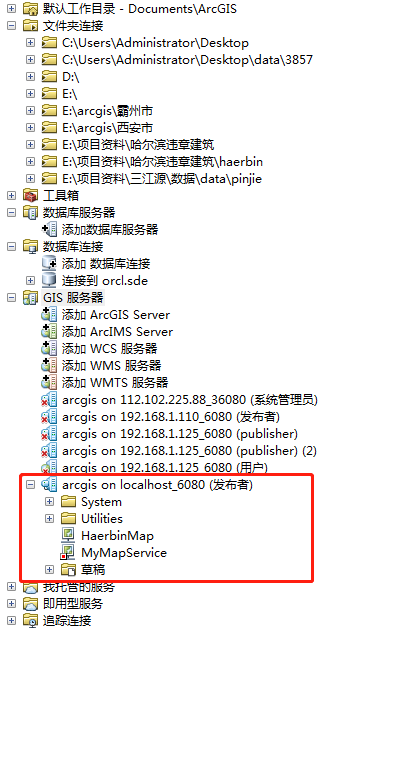 默认工作目录 - Documents\ArcGIS
文件夹连接
C:\Users\Administrator\Desktop
C:\Users\Administrator\Desktop\data\3857
D:\
E:\
E:\arcgis\霸州市
E:\arcgis\西安市
E:\项目资料\哈尔滨违章建筑
E:\项目资料\哈尔滨违章建筑\haerbin
E:\项目资料\三江源\数据\data\pinjie
工具箱
数据库服务器
添加数据库服务器
数据库连接
添加 数据库连接
连接到 orcl.sde
GIS 服务器
添加 ArcGIS Server
添加 ArcIMS Server
添加 WCS 服务器
添加 WMS 服务器
添加 WMTS 服务器
arcgis on 112.102.225.88_36080 (系统管理员)
arcgis on 192.168.1.110_6080 (发布者)
arcgis on 192.168.1.125_6080 (publisher)
arcgis on 192.168.1.125_6080 (publisher) (2)
arcgis on 192.168.1.125_6080 (用户)
arcgis on localhost_6080 (发布者)
System
Utilities
HaerbinMap
MyMapService
草稿
我托管的服务
即用型服务
追踪连接